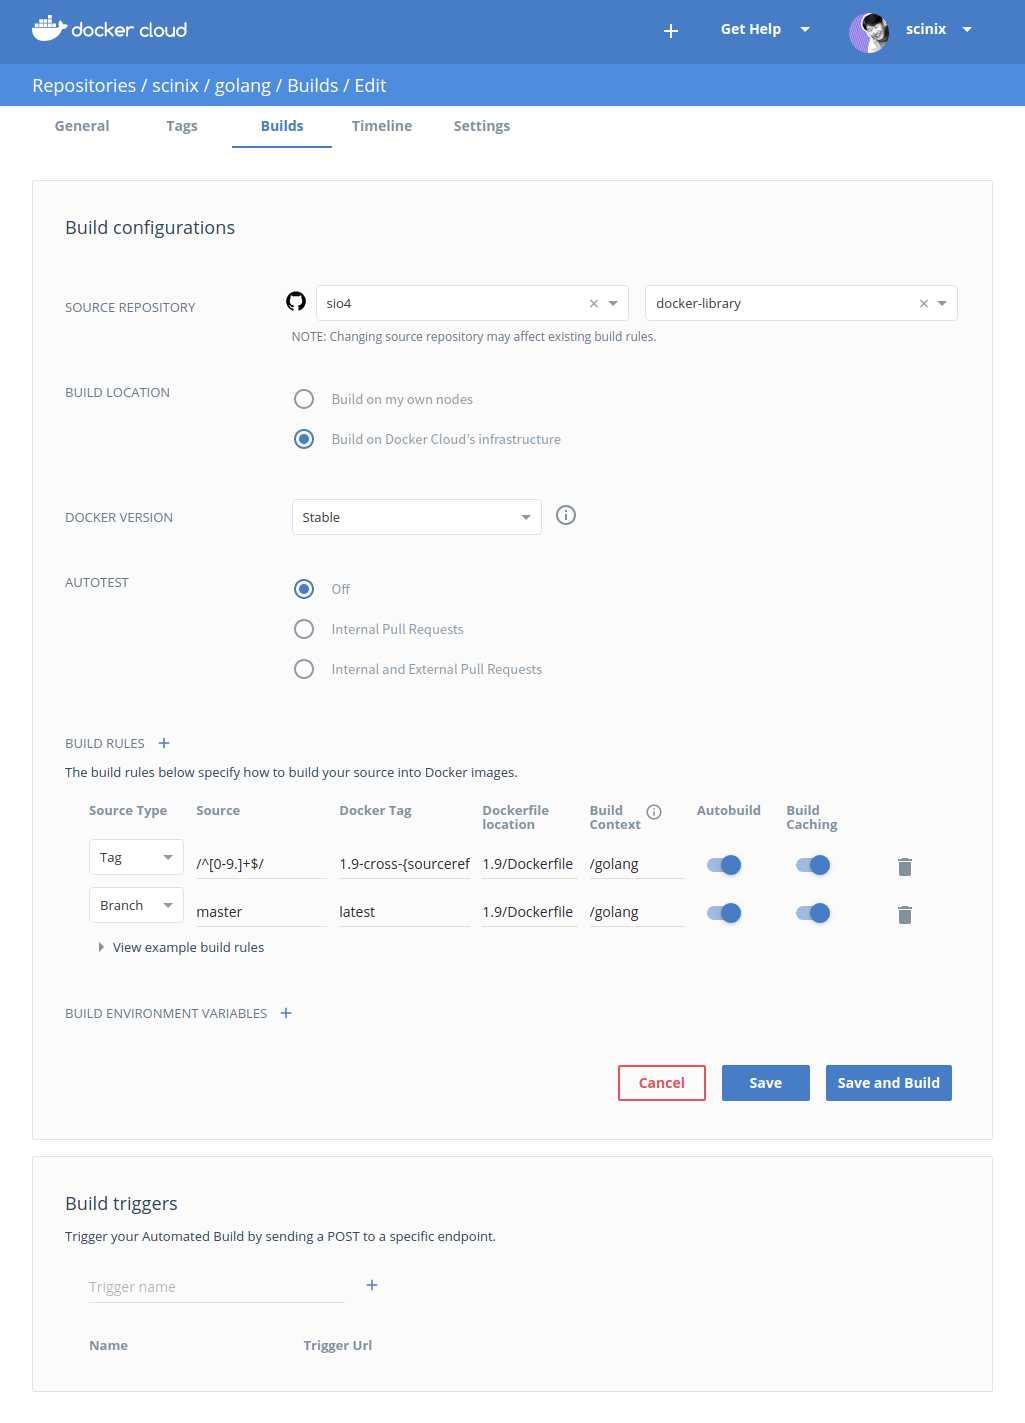 docker cloud
Get Help
scinix
Repositories / scinix / golang / Builds / Edit
General Tags Builds Timeline Settings
Build configurations
SOURCE REPOSITORY sio4 × docker-library ×
NOTE: Changing source repository may affect existing build rules.
BUILD LOCATION Build on my own nodes
Build on Docker Cloud's infrastructure
DOCKER VERSION Stable
AUTOTEST Off
Internal Pull Requests
Internal and External Pull Requests
BUILD RULES +
The build rules below specify how to build your source into Docker images.
Source Type Source Docker Tag Dockerfile location Build Context Autobuild Build Caching
Tag /^[0-9.]+$/ 1.9-cross-{sourceref 1.9/Dockerfile /golang
Branch master latest 1.9/Dockerfile /golang
View example build rules
BUILD ENVIRONMENT VARIABLES +
Cancel Save Save and Build
Build triggers
Trigger your Automated Build by sending a POST to a specific endpoint.
Trigger name +
Name Trigger Url